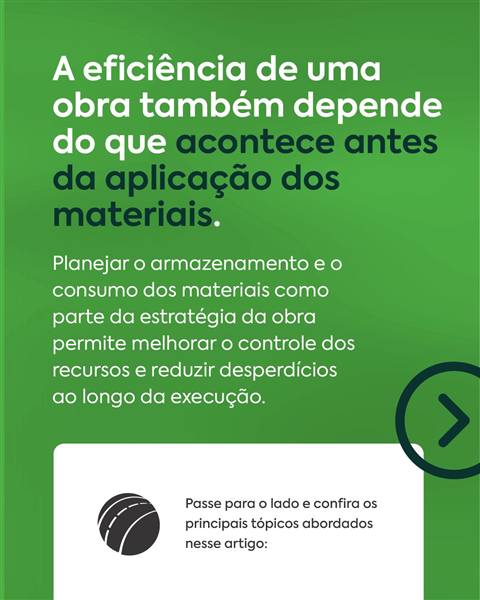 A eficiência de uma
obra também depende
do que acontece antes
da aplicação dos
materiais.
Planejar o armazenamento e o
consumo dos materiais como
parte da estratégia da obra
permite melhorar o controle dos
recursos e reduzir desperdícios
ao longo da execução.
Passe para o lado e confira os
principais tópicos abordados
nesse artigo: